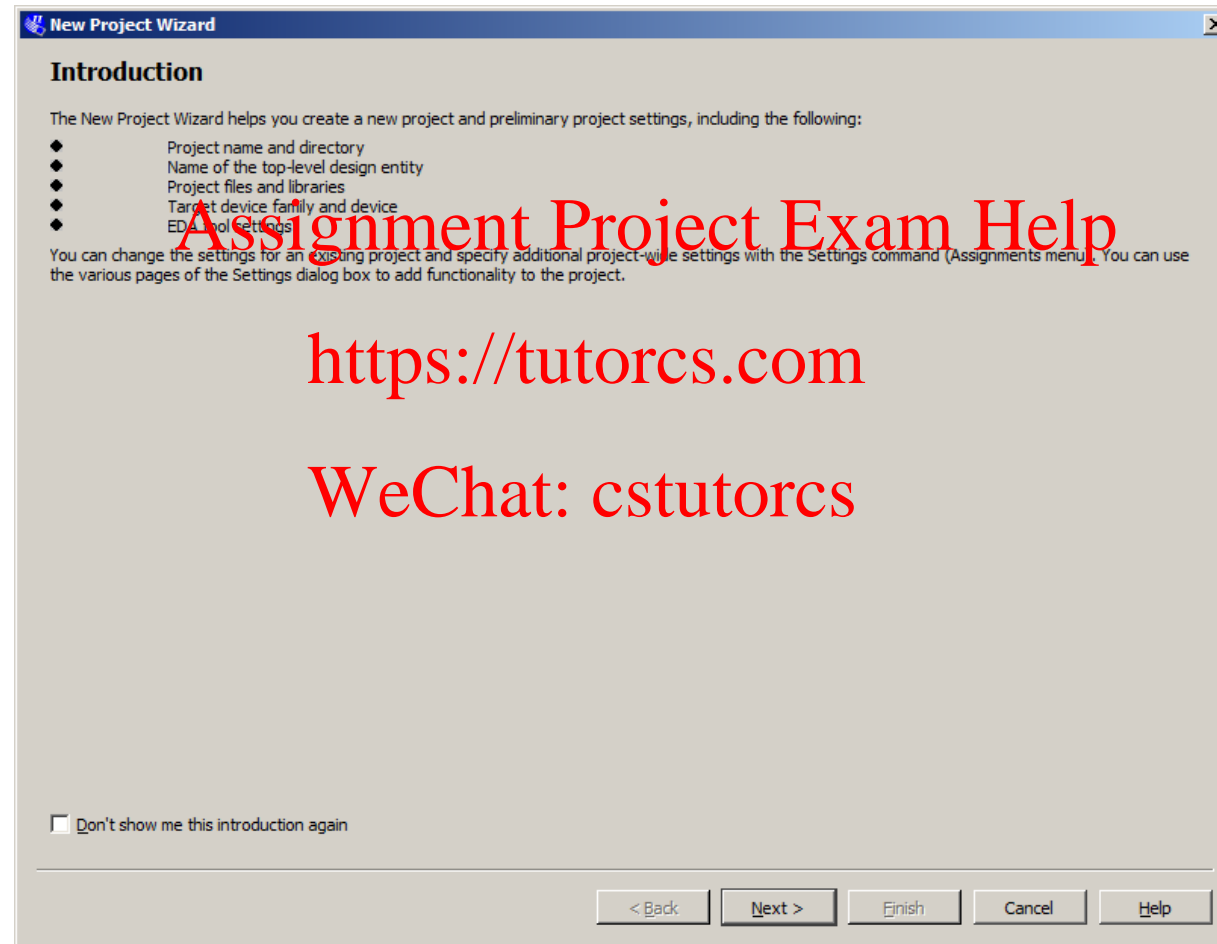 New Project Wizard
Introduction
The New Project Wizard helps you create a new project and preliminary project settings, including the following:
Project name and directory
Name of the top-level design entity
Project files and libraries
Target device family and device
EDA tool settings
Assignment Project Exam Help
You can change the settings for an existing project and specify additional project-wide settings with the Settings command (Assignments menu). You can use
the various pages of the Settings dialog box to add functionality to the project.
https://tutorcs.com
WeChat: cstutorcs
Don't show me this introduction again
< Back
Next >
Finish
Cancel
Help